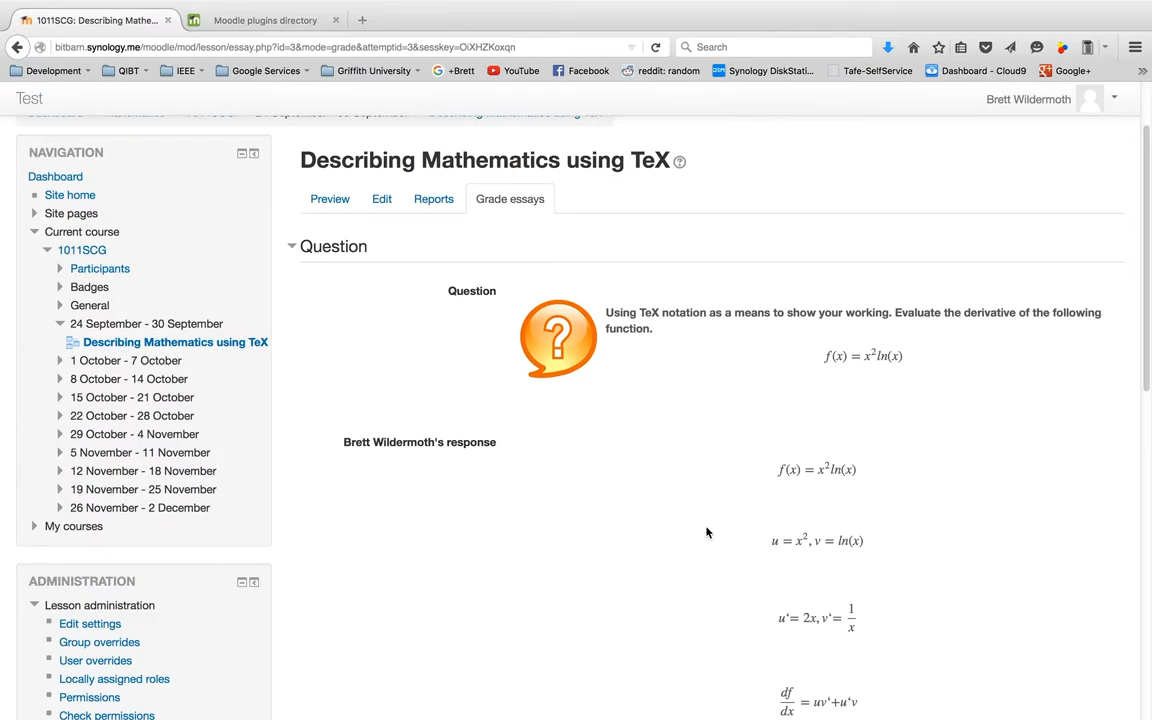 1011SCG: Describing Mathe... × Moodle plugins directory × +
bitbarn.synology.me/moodle/mod/lesson/essay.php?id=3&mode=grade&attemptid=3&sesskey=OiXHZKoxqn Search
Development QIBT IEEE Google Services Griffith University +Brett YouTube Facebook reddit: random DSM Synology DiskStati... Tafe-SelfService Dashboard - Cloud9 Google+ »
Test Brett Wildermoth
NAVIGATION
Dashboard
Site home
Site pages
Current course
1011SCG
Participants
Badges
General
24 September - 30 September
Describing Mathematics using TeX
1 October - 7 October
8 October - 14 October
15 October - 21 October
22 October - 28 October
29 October - 4 November
5 November - 11 November
12 November - 18 November
19 November - 25 November
26 November - 2 December
My courses
ADMINISTRATION
Lesson administration
Edit settings
Group overrides
User overrides
Locally assigned roles
Permissions
Check permissions
Describing Mathematics using TeX
Preview Edit Reports Grade essays
Question
Question
Using TeX notation as a means to show your working. Evaluate the derivative of the following
function.
f(x) = x²ln(x)
Brett Wildermoth's response
f(x) = x²ln(x)
u = x², v = ln(x)
u‘= 2x, v‘= 1/x
df/dx = uv‘+u‘v